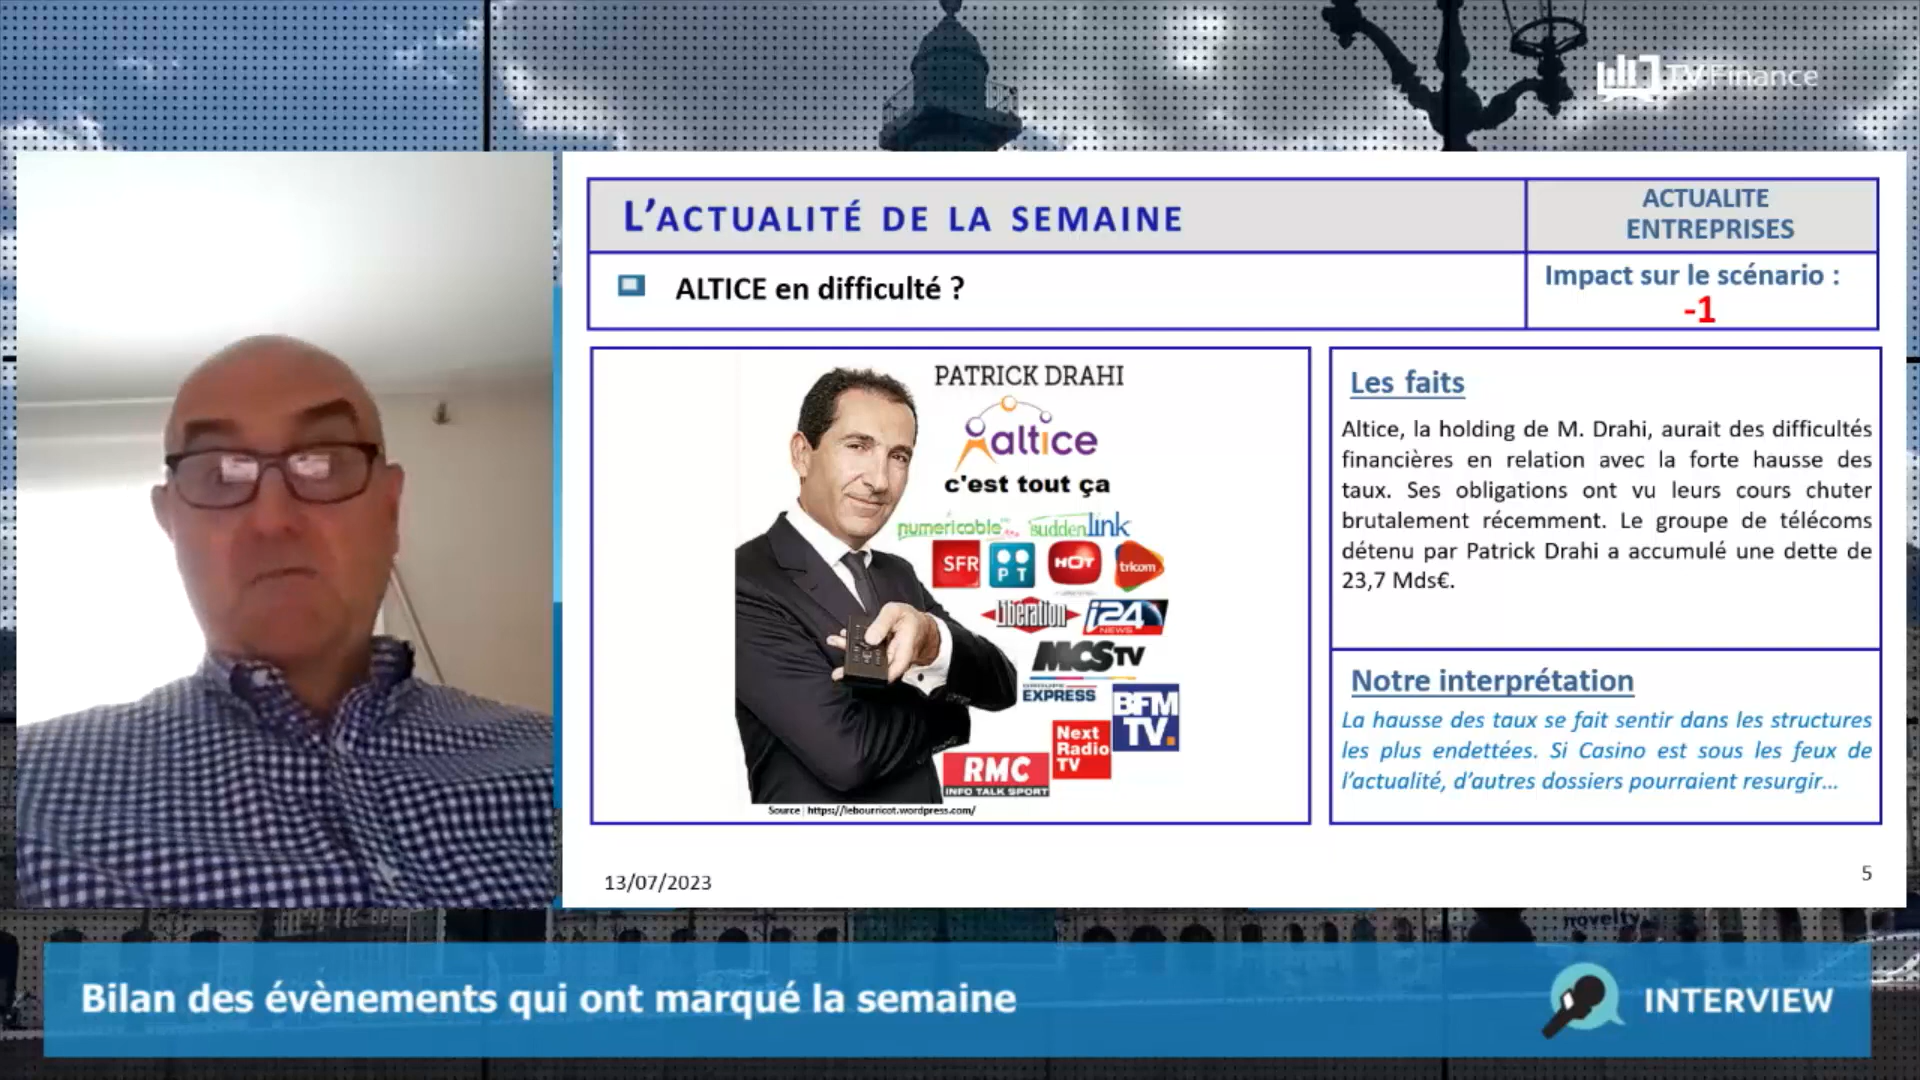 TV Finance
L'ACTUALITÉ DE LA SEMAINE
ACTUALITE
ENTREPRISES
ALTICE en difficulté ?
Impact sur le scénario :
-1
PATRICK DRAHI
altice
c'est tout ça
numericable
suddenlink
SFR
PT
HOT
tricom
Libération
i24
NEWS
MCS TV
GROUPE
EXPRESS
BFM
TV.
Next
Radio
TV
RMC
INFO TALK SPORT
Source : https://lebourricot.wordpress.com/
Les faits
Altice, la holding de M. Drahi, aurait des difficultés
financières en relation avec la forte hausse des
taux. Ses obligations ont vu leurs cours chuter
brutalement récemment. Le groupe de télécoms
détenu par Patrick Drahi a accumulé une dette de
23,7 Mds€.
Notre interprétation
La hausse des taux se fait sentir dans les structures
les plus endettées. Si Casino est sous les feux de
l'actualité, d'autres dossiers pourraient resurgir...
13/07/2023
5
novelty
Bilan des évènements qui ont marqué la semaine
INTERVIEW